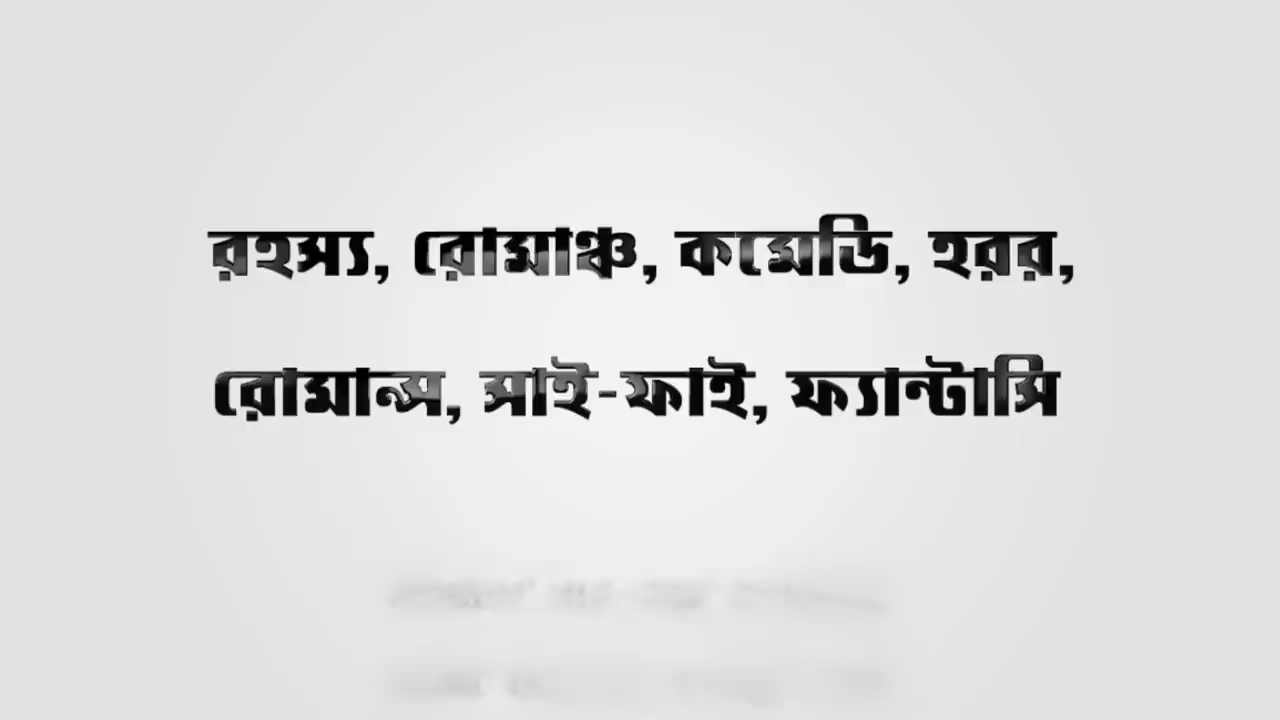 রহস্য, রোমাঞ্চ, কমেডি, হরর,
রোমান্স, সাই-ফাই, ফ্যান্টাসি